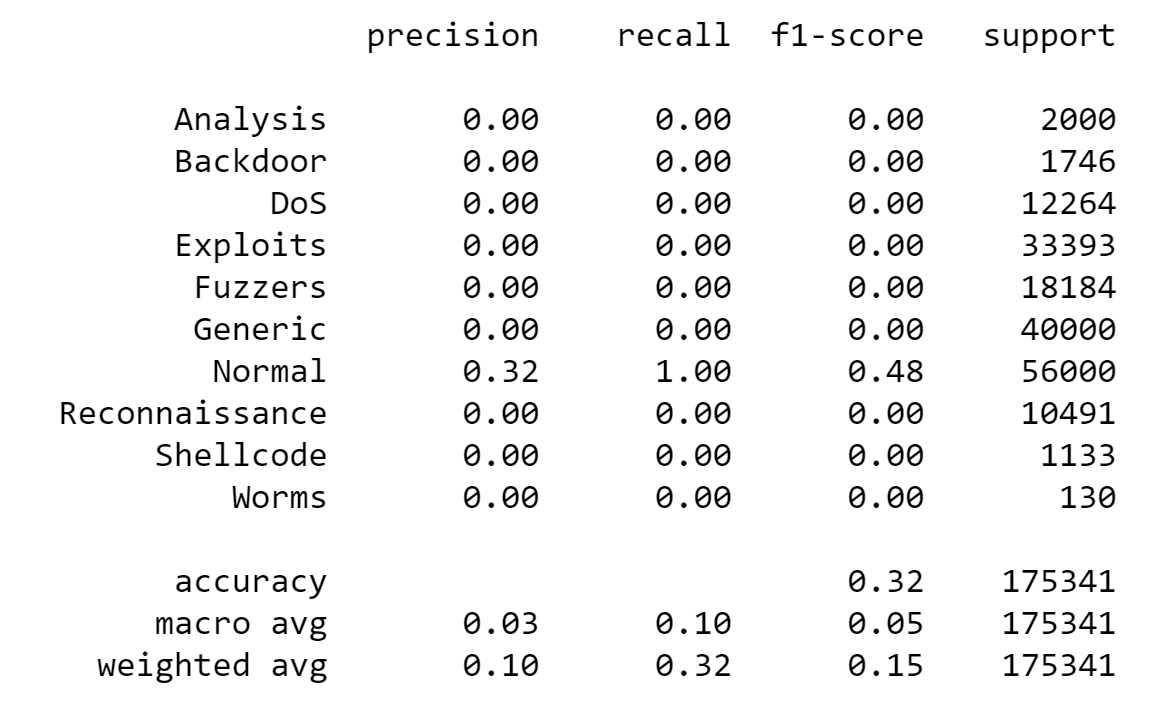 precision recall f1-score support
Analysis 0.00 0.00 0.00 2000
Backdoor 0.00 0.00 0.00 1746
DoS 0.00 0.00 0.00 12264
Exploits 0.00 0.00 0.00 33393
Fuzzers 0.00 0.00 0.00 18184
Generic 0.00 0.00 0.00 40000
Normal 0.32 1.00 0.48 56000
Reconnaissance 0.00 0.00 0.00 10491
Shellcode 0.00 0.00 0.00 1133
Worms 0.00 0.00 0.00 130
accuracy 0.32 175341
macro avg 0.03 0.10 0.05 175341
weighted avg 0.10 0.32 0.15 175341